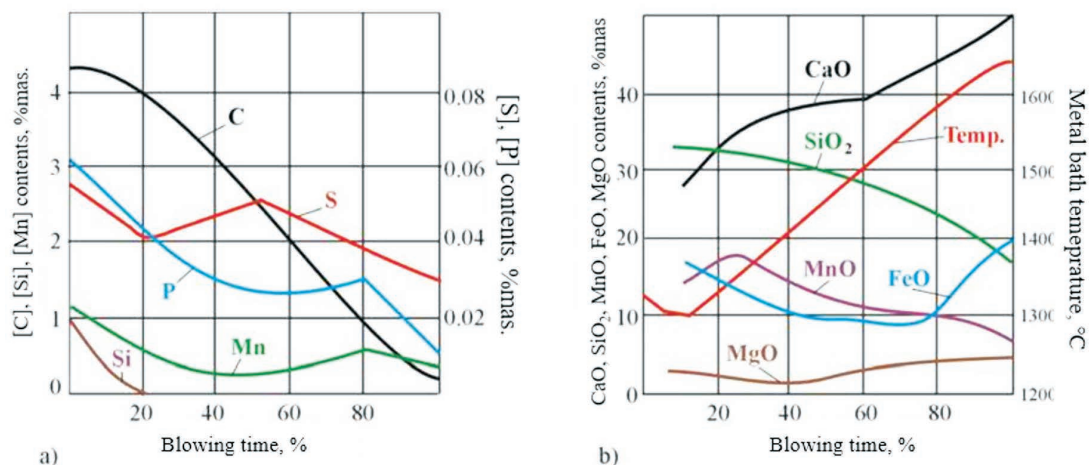 [C], [Si], [Mn] contents, %mas.
4
3
2
1
0
C
S
P
Mn
Si
20
40
60
80
Blowing time, %
a)
0.08
0.06
0.04
0.02
[S], [P] contents, %mas.
CaO, SiO₂, MnO, FeO, MgO contents, %mas
40
30
20
10
0
CaO
SiO₂
Temp.
MnO
FeO
MgO
20
40
60
80
Blowing time, %
b)
1600
1500
1400
1300
1200
Metal bath temeprature, °C